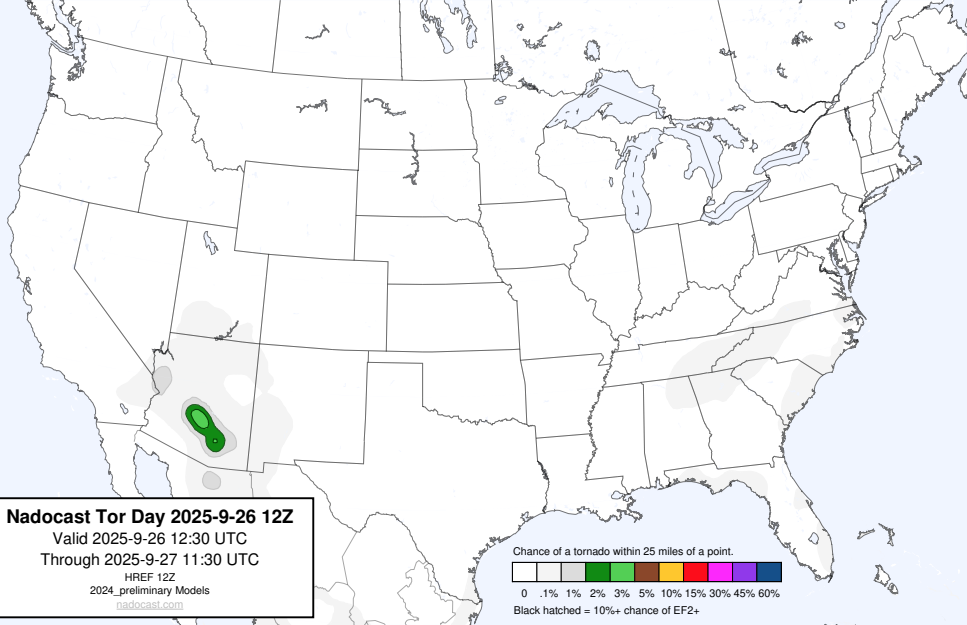 Nadocast Tor Day 2025-9-26 12Z
Valid 2025-9-26 12:30 UTC
Through 2025-9-27 11:30 UTC
HREF 12Z
2024_preliminary Models
nadocast.com
Chance of a tornado within 25 miles of a point.
0 .1% 1% 2% 3% 5% 10% 15% 30% 45% 60%
Black hatched = 10%+ chance of EF2+